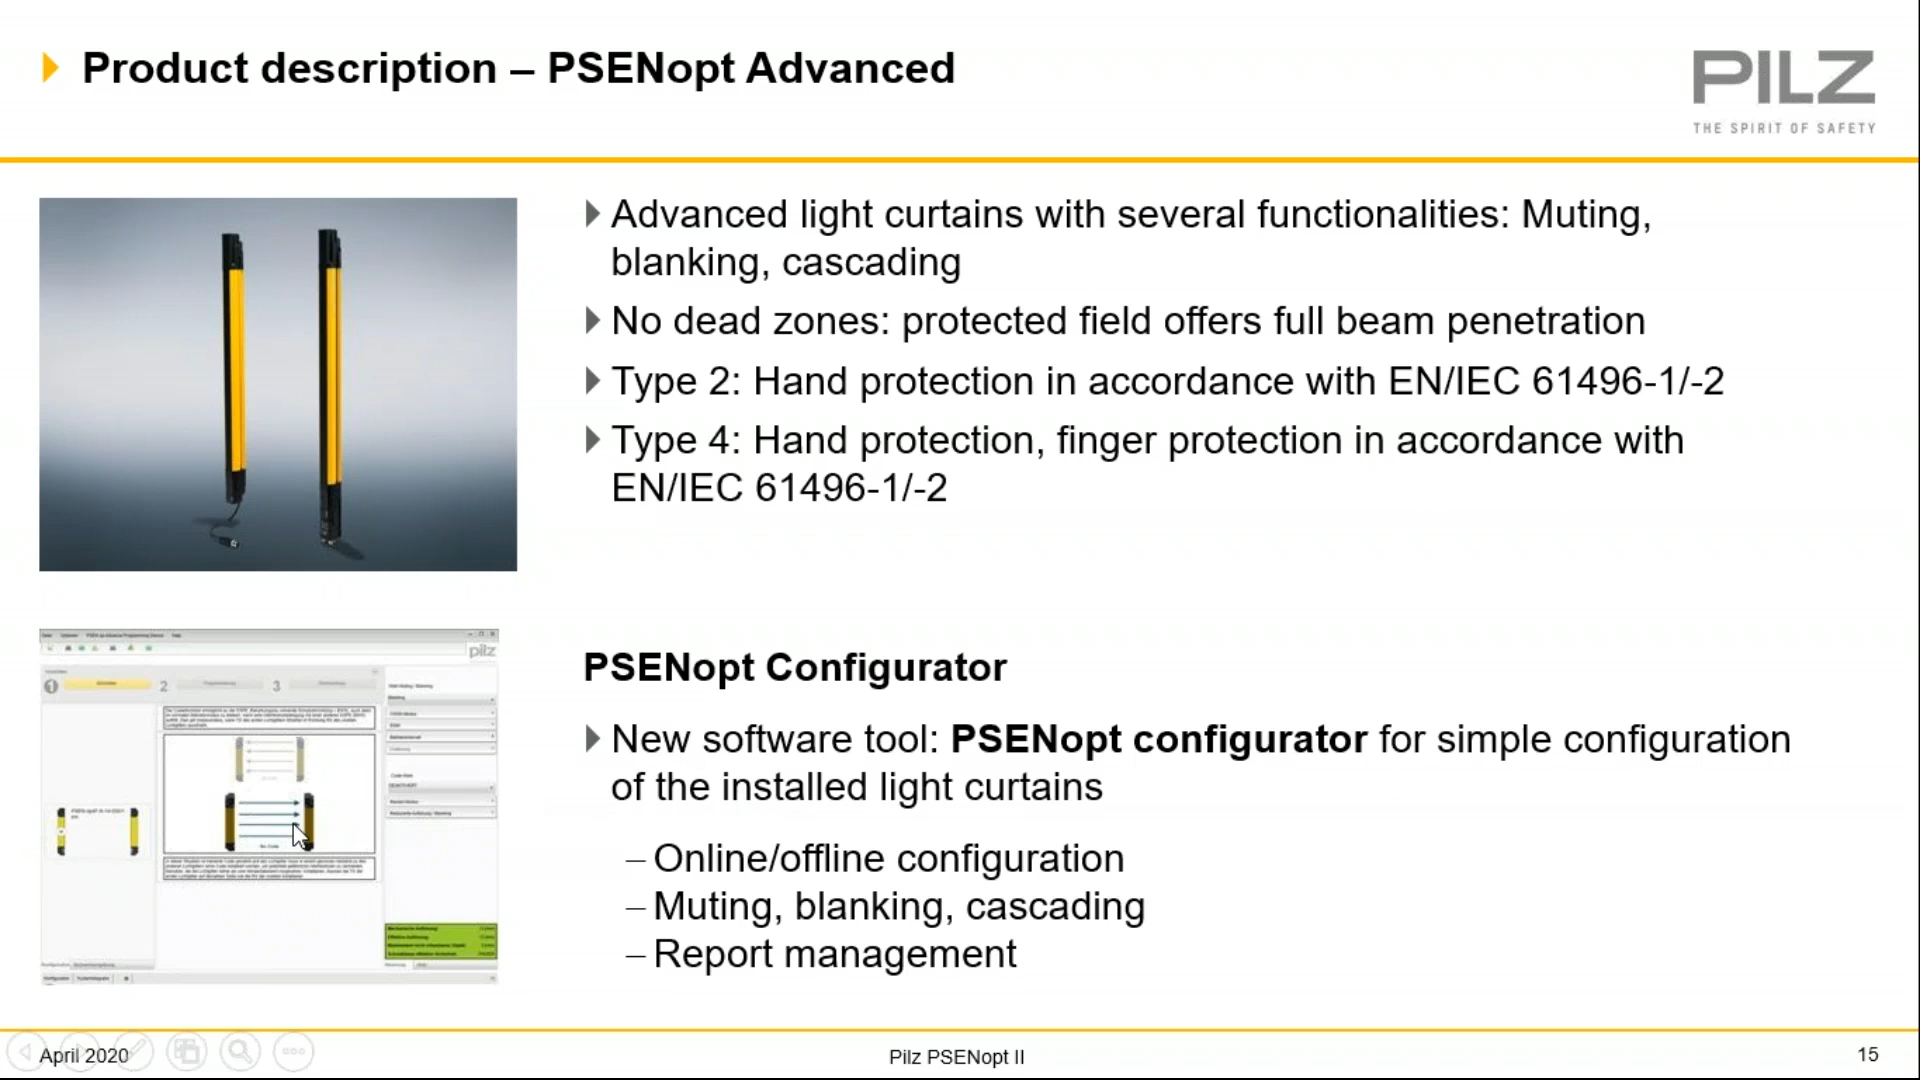 Product description – PSENopt Advanced
PILZ
THE SPIRIT OF SAFETY
Advanced light curtains with several functionalities: Muting,
blanking, cascading
No dead zones: protected field offers full beam penetration
Type 2: Hand protection in accordance with EN/IEC 61496-1/-2
Type 4: Hand protection, finger protection in accordance with
EN/IEC 61496-1/-2
pilz
1
2
3
PSENopt Configurator
New software tool: PSENopt configurator for simple configuration
of the installed light curtains
– Online/offline configuration
– Muting, blanking, cascading
– Report management
April 2020
Pilz PSENopt II
15